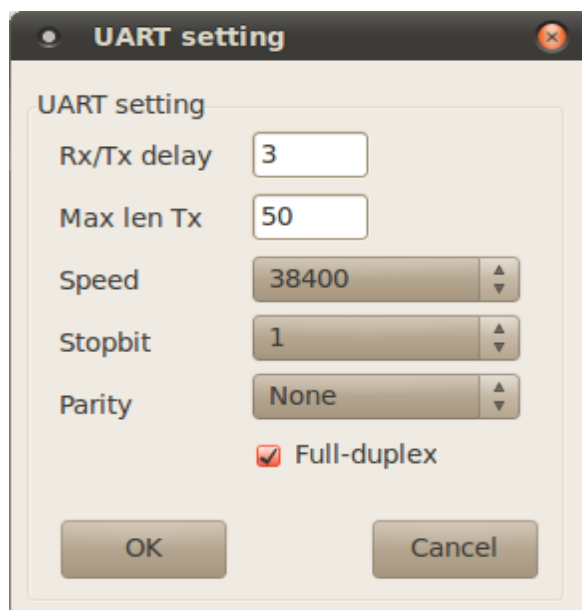 UART setting
UART setting
Rx/Tx delay 3
Max len Tx 50
Speed 38400
Stopbit 1
Parity None
Full-duplex
OK Cancel